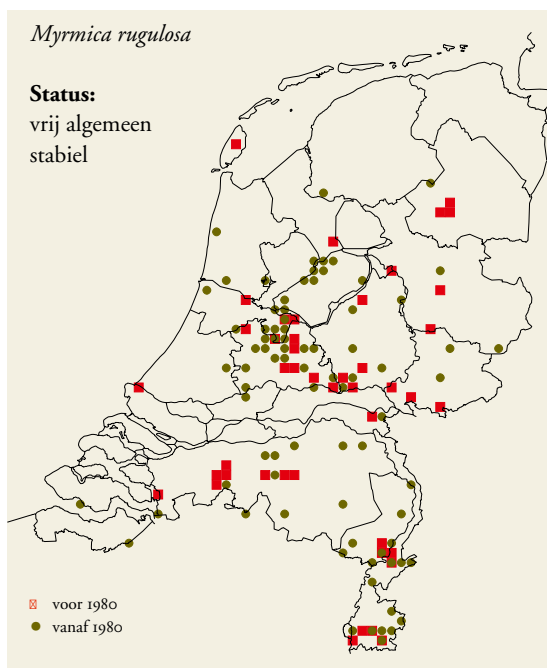 Myrmica rugulosa
Status:
vrij algemeen
stabiel
voor 1980
vanaf 1980